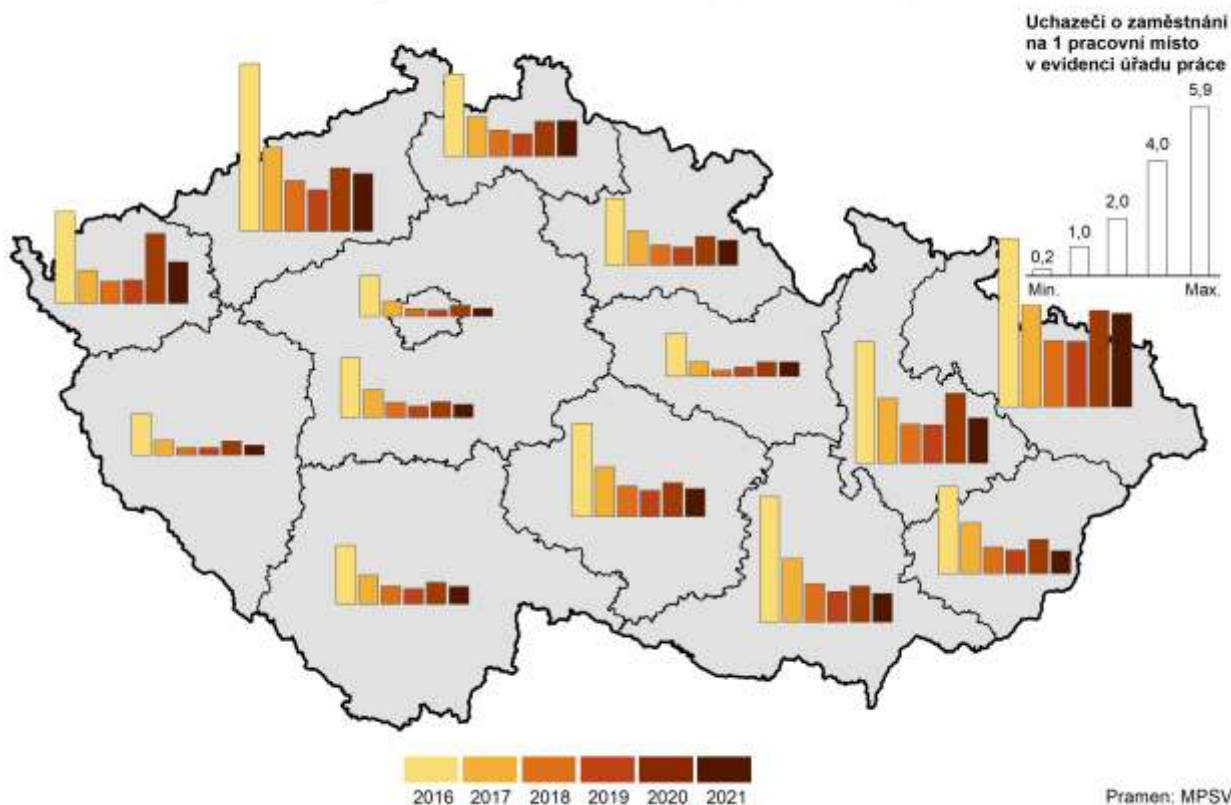 Uchazeči o zaměstnání
na 1 pracovní místo
v evidenci úřadu práce
5,9
4,0
2,0
1,0
0,2
Min. Max.
2016 2017 2018 2019 2020 2021
Pramen: MPSV